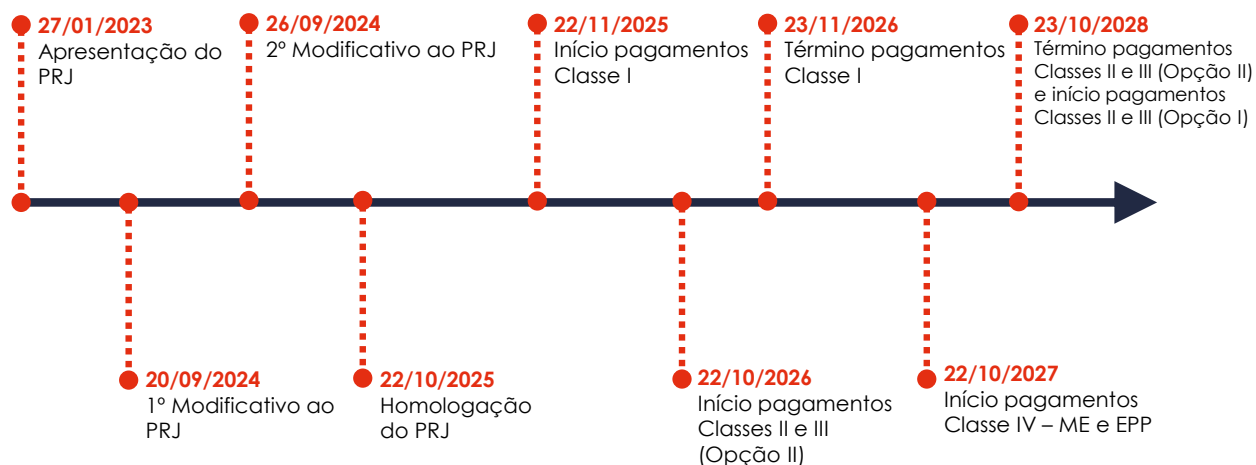 27/01/2023
Apresentação do
PRJ
26/09/2024
2º Modificativo ao PRJ
22/11/2025
Início pagamentos
Classe I
23/11/2026
Término pagamentos
Classe I
23/10/2028
Término pagamentos
Classes II e III (Opção II)
e início pagamentos
Classes II e III (Opção I)
20/09/2024
1º Modificativo ao
PRJ
22/10/2025
Homologação
do PRJ
22/10/2026
Início pagamentos
Classes II e III
(Opção II)
22/10/2027
Início pagamentos
Classe IV – ME e EPP